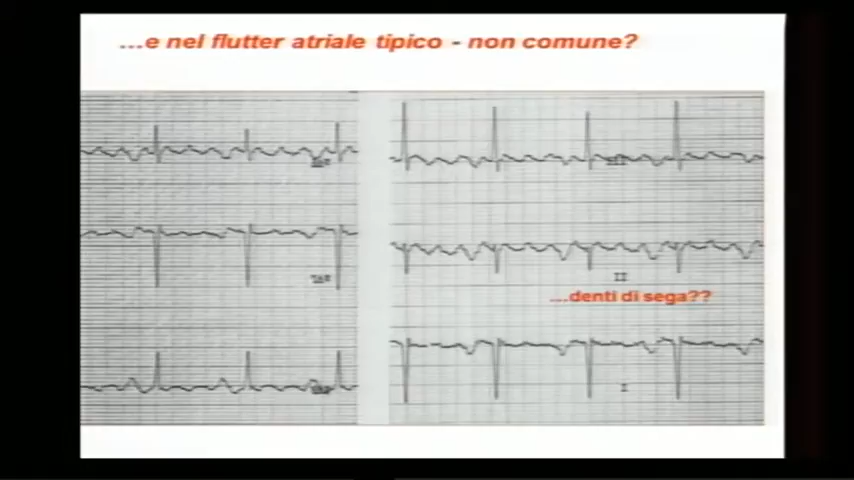 ...e nel flutter atriale tipico - non comune?
III
II
...denti di sega??
I